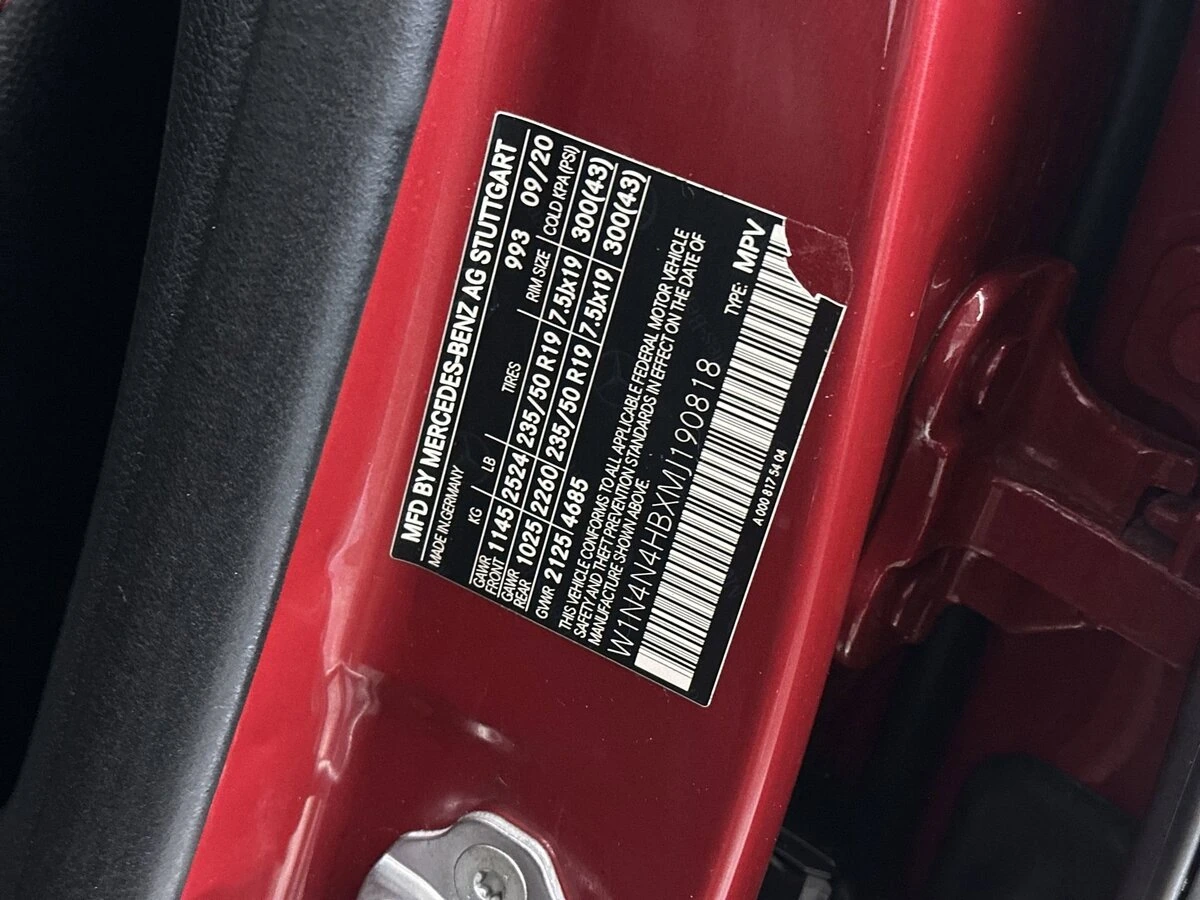 MFD BY MERCEDES-BENZ AG STUTTGART
MADE IN GERMANY 993 09/20
KG LB TIRES RIM SIZE COLD KPA (PSI)
GAWR FRONT 1145 2524 235/50 R19 7.5Jx19 300(43)
GAWR REAR 1025 2260 235/50 R19 7.5Jx19 300(43)
GVWR 2125 4685
THIS VEHICLE CONFORMS TO ALL APPLICABLE FEDERAL MOTOR VEHICLE
SAFETY AND THEFT PREVENTION STANDARDS IN EFFECT ON THE DATE OF
MANUFACTURE SHOWN ABOVE.
W1N4N4HBXMJ190818 TYPE: MPV
A 000 817 54 04